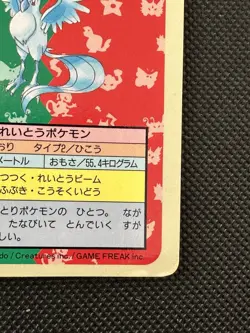 れいとうポケモン
おり タイプ2/ひこう
メートル おもさ/55.4キログラム
つつく・れいとうビーム
ふぶき・こうそくいどう
とりポケモンの ひとつ。 なが
たなびいて とんでいく すが
do / Creatures inc. / GAME FREAK inc.